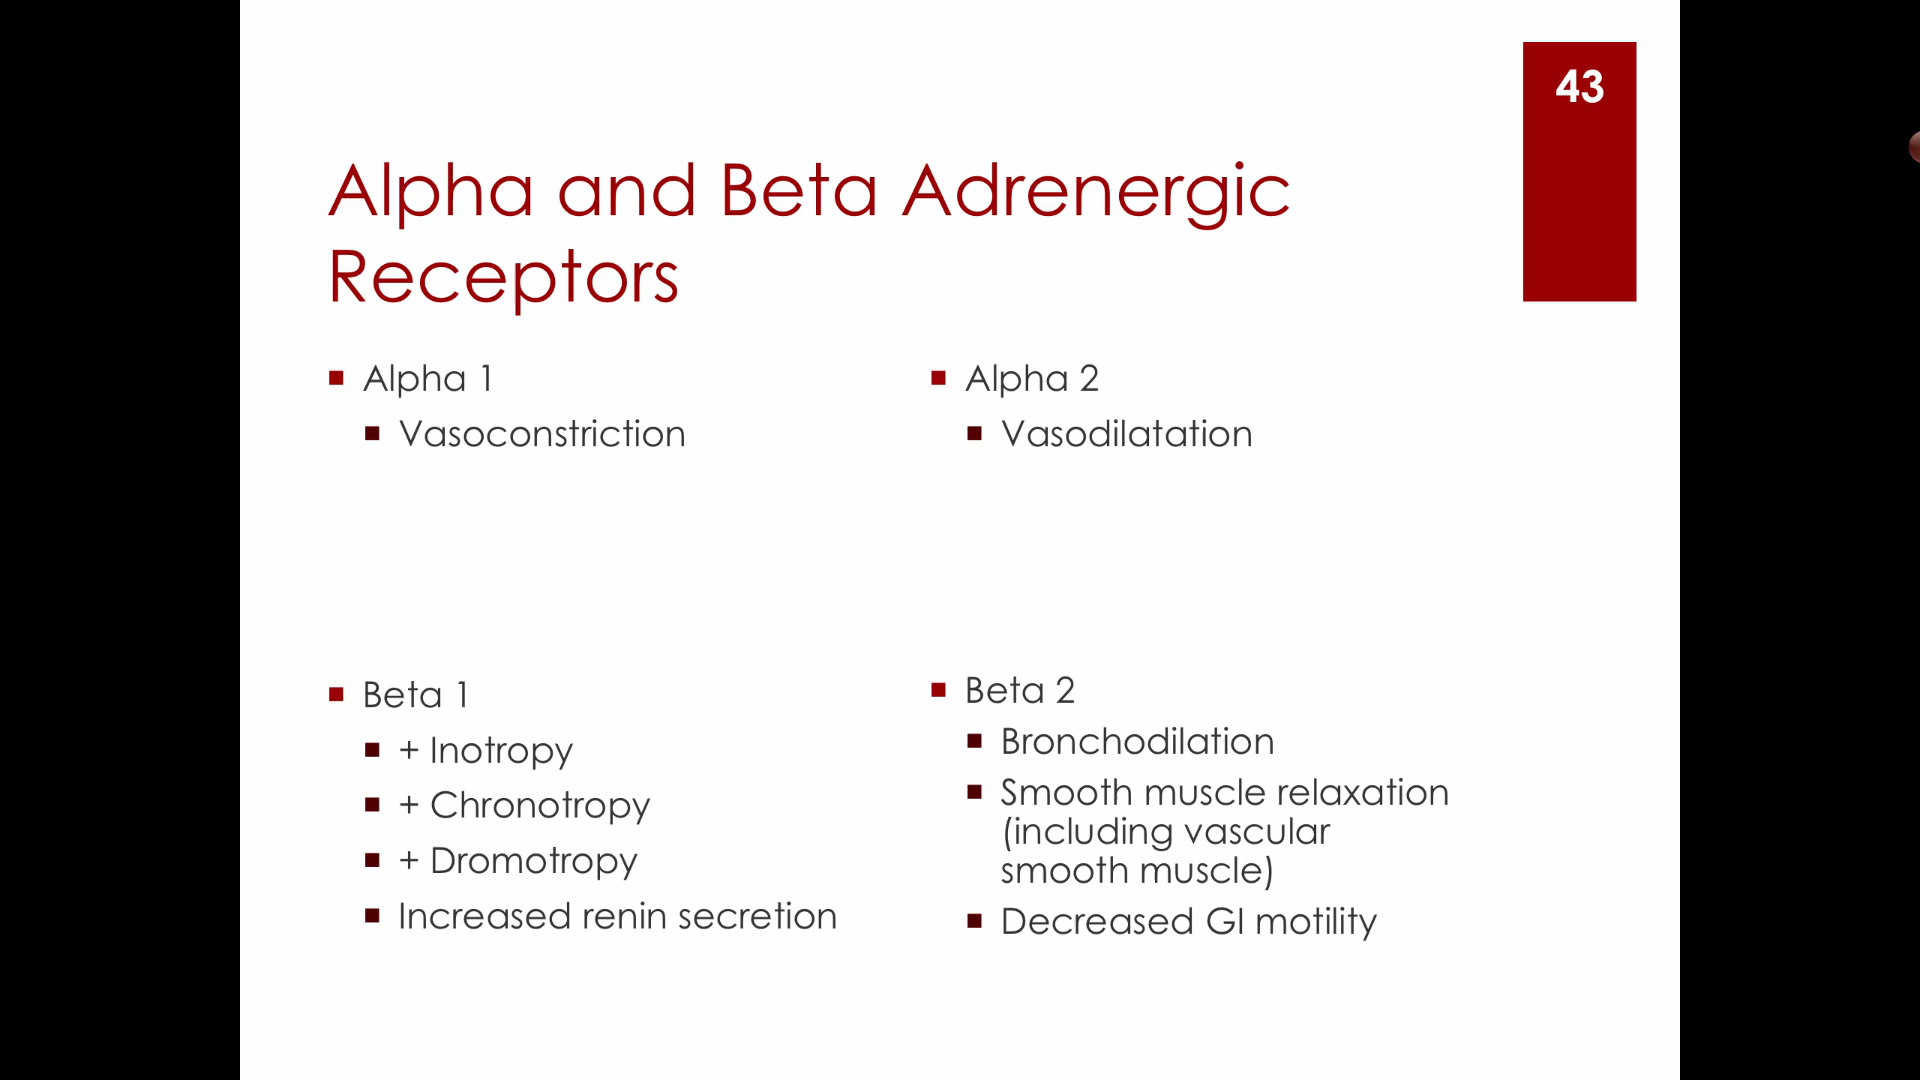 43
Alpha and Beta Adrenergic
Receptors
Alpha 1
Vasoconstriction
Alpha 2
Vasodilatation
Beta 1
+ Inotropy
+ Chronotropy
+ Dromotropy
Increased renin secretion
Beta 2
Bronchodilation
Smooth muscle relaxation
(including vascular
smooth muscle)
Decreased GI motility